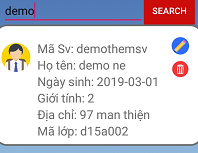 demo SEARCH
Mã Sv: demothemsv
Họ tên: demo ne
Ngày sinh: 2019-03-01
Giới tính: 2
Địa chỉ: 97 man thiện
Mã lớp: d15a002